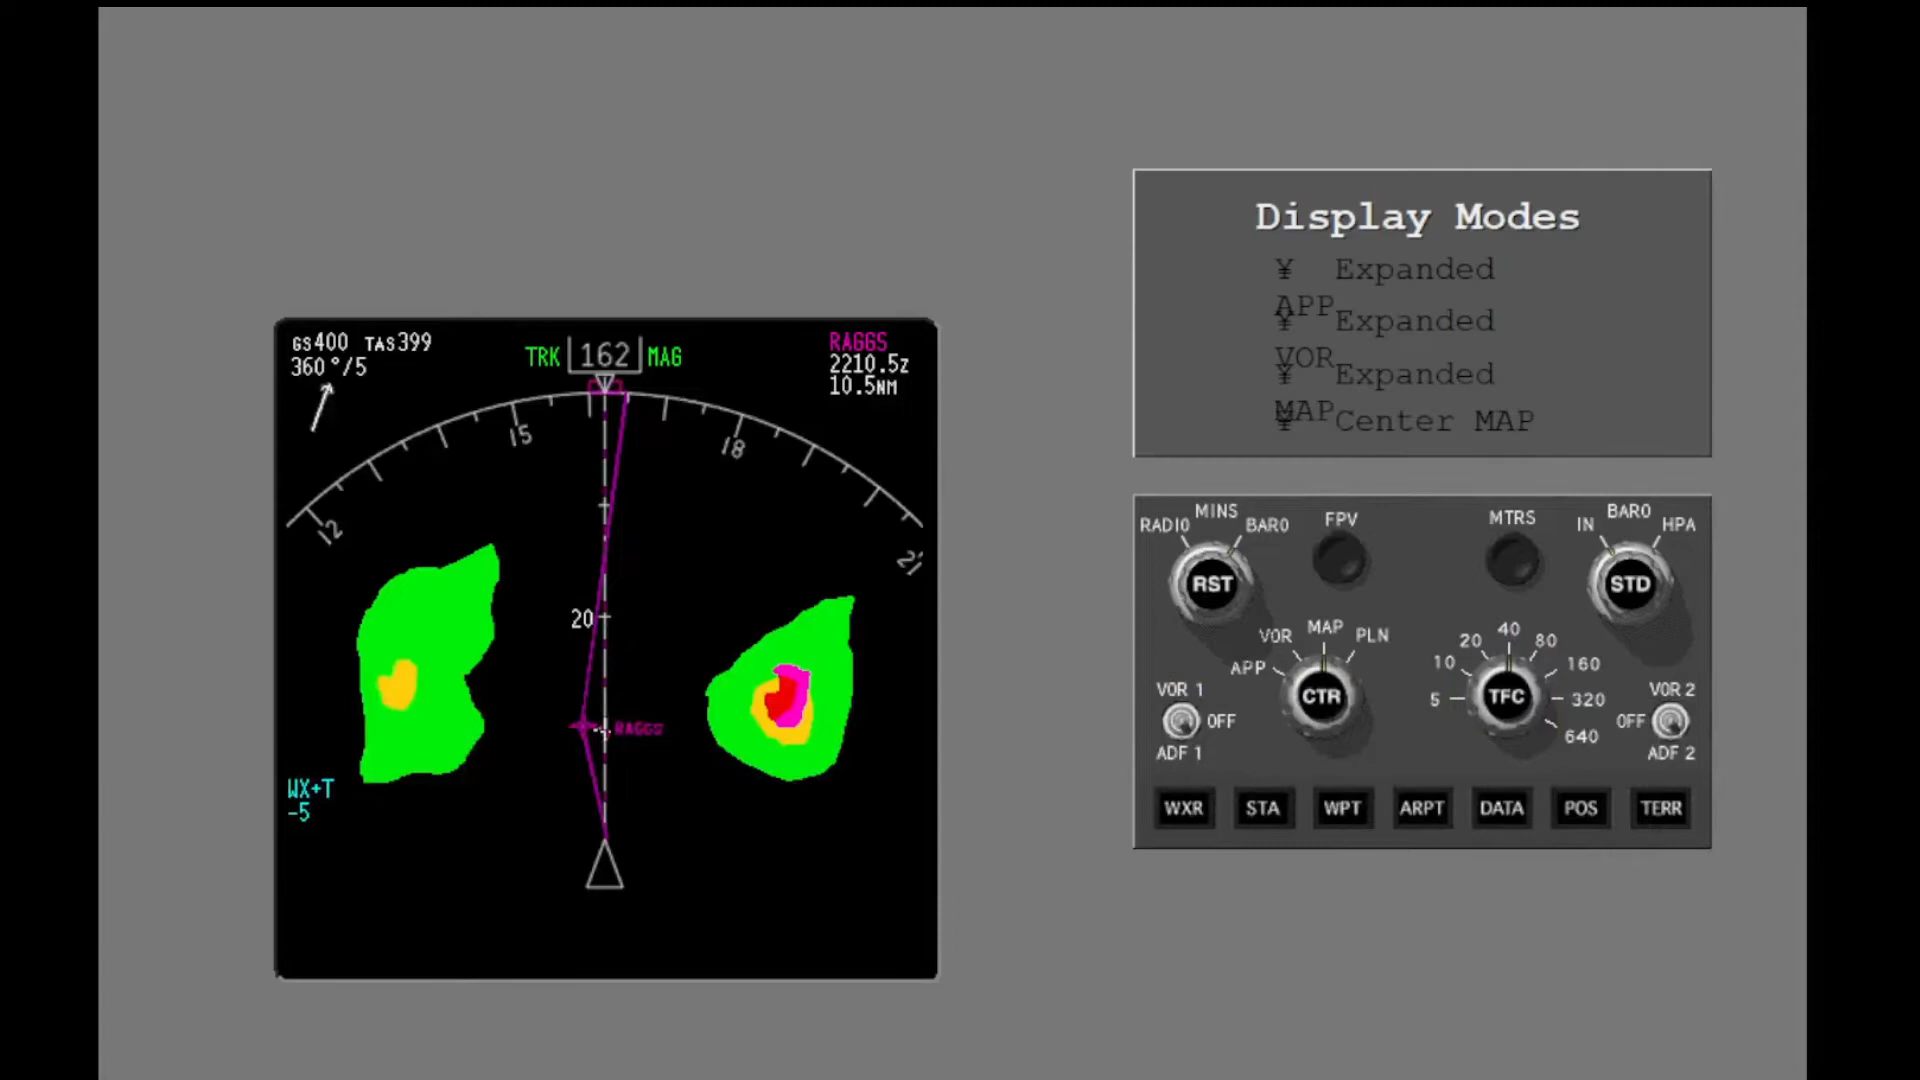 GS400 TAS399
360°/5
TRK 162 MAG
RAGGS
2210.5z
10.5NM
12
15
18
21
20
RAGGS
WX+T
-5
Display Modes
¥ Expanded
APP
¥ Expanded
VOR
¥ Expanded
MAP
¥ Center MAP
RADIO MINS BARO
RST
FPV
MTRS
IN BARO HPA
STD
APP VOR MAP PLN
CTR
5 10 20 40 80 160 320 640
TFC
VOR 1
OFF
ADF 1
VOR 2
OFF
ADF 2
WXR STA WPT ARPT DATA POS TERR